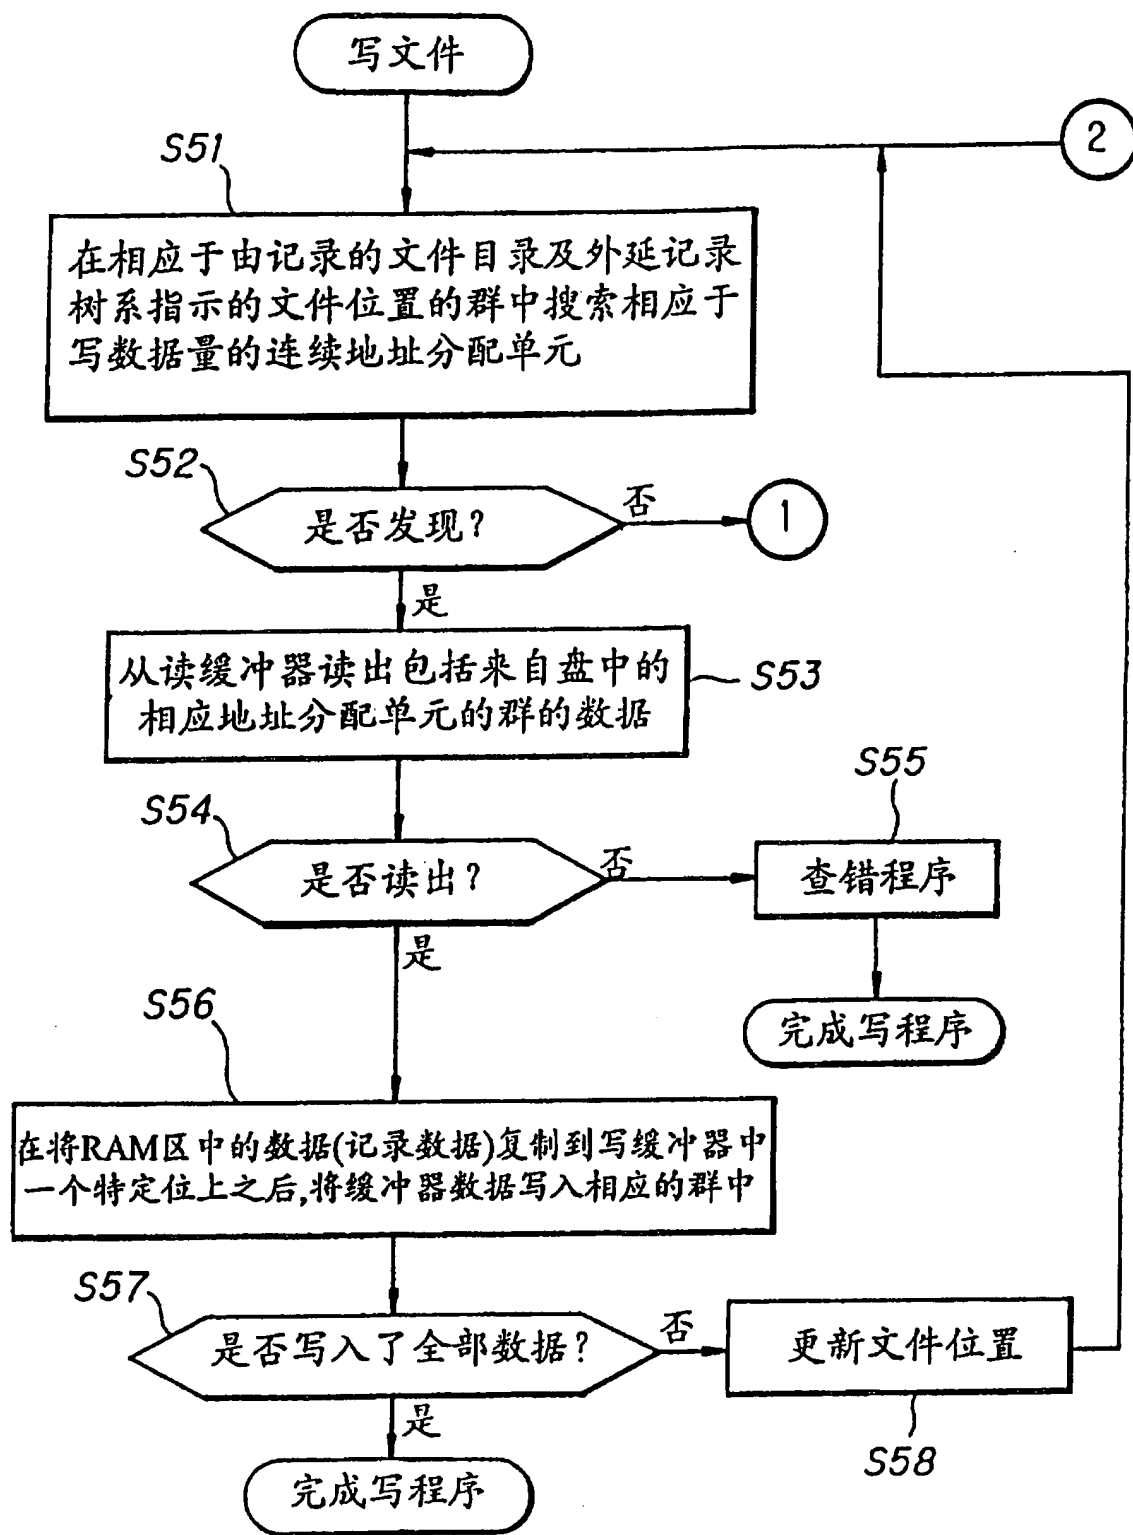 写文件
2
S51
在相应于由记录的文件目录及外延记录
树系指示的文件位置的群中搜索相应于
写数据量的连续地址分配单元
S52
是否发现?
否
1
是
从读缓冲器读出包括来自盘中的
相应地址分配单元的群的数据
S53
S54
是否读出?
否
S55
查错程序
是
完成写程序
S56
在将RAM区中的数据(记录数据)复制到写缓冲器中
一个特定位上之后,将缓冲器数据写入相应的群中
S57
是否写入了全部数据?
否
更新文件位置
S58
是
完成写程序